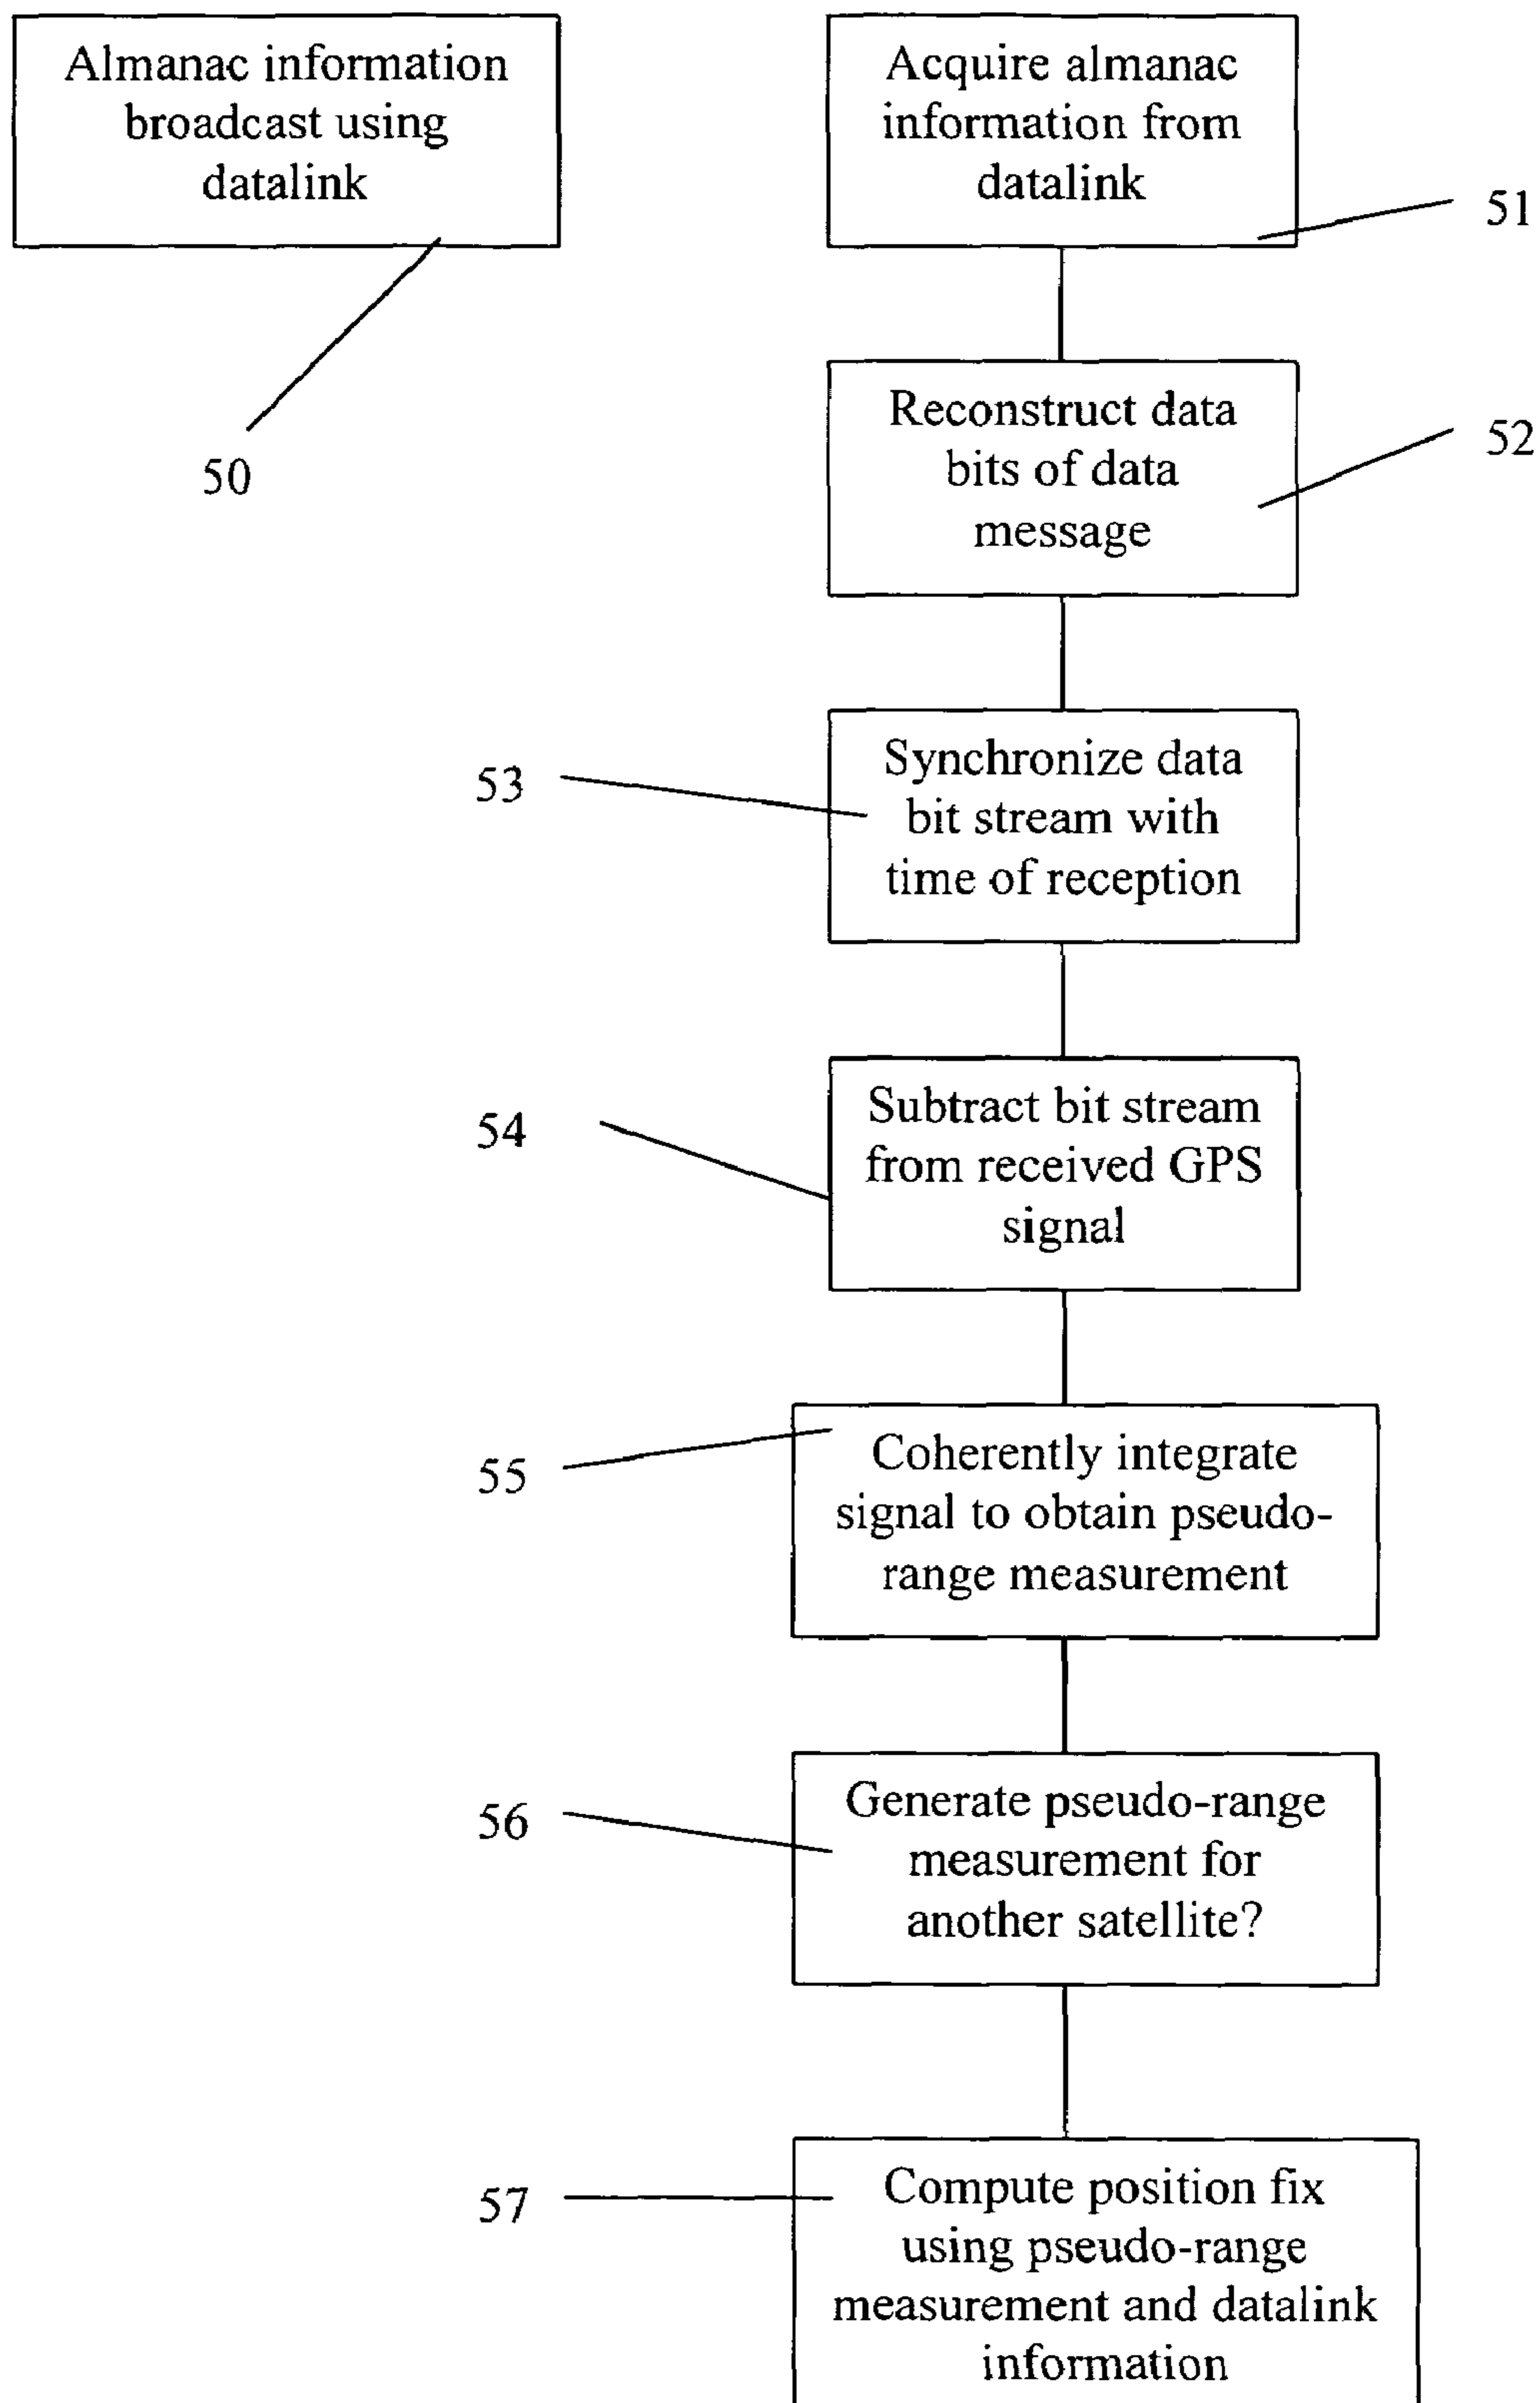 Almanac information
broadcast using
datalink
50
Acquire almanac
information from
datalink
51
Reconstruct data
bits of data
message
52
Synchronize data
bit stream with
time of reception
53
Subtract bit stream
from received GPS
signal
54
Coherently integrate
signal to obtain pseudo-
range measurement
55
Generate pseudo-range
measurement for
another satellite?
56
Compute position fix
using pseudo-range
measurement and datalink
information
57